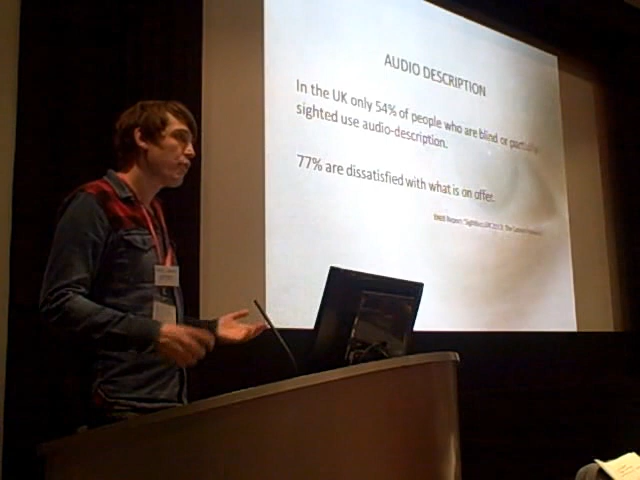 AUDIO DESCRIPTION
In the UK only 54% of people who are blind or partially
sighted use audio-description.
77% are dissatisfied with what is on offer.